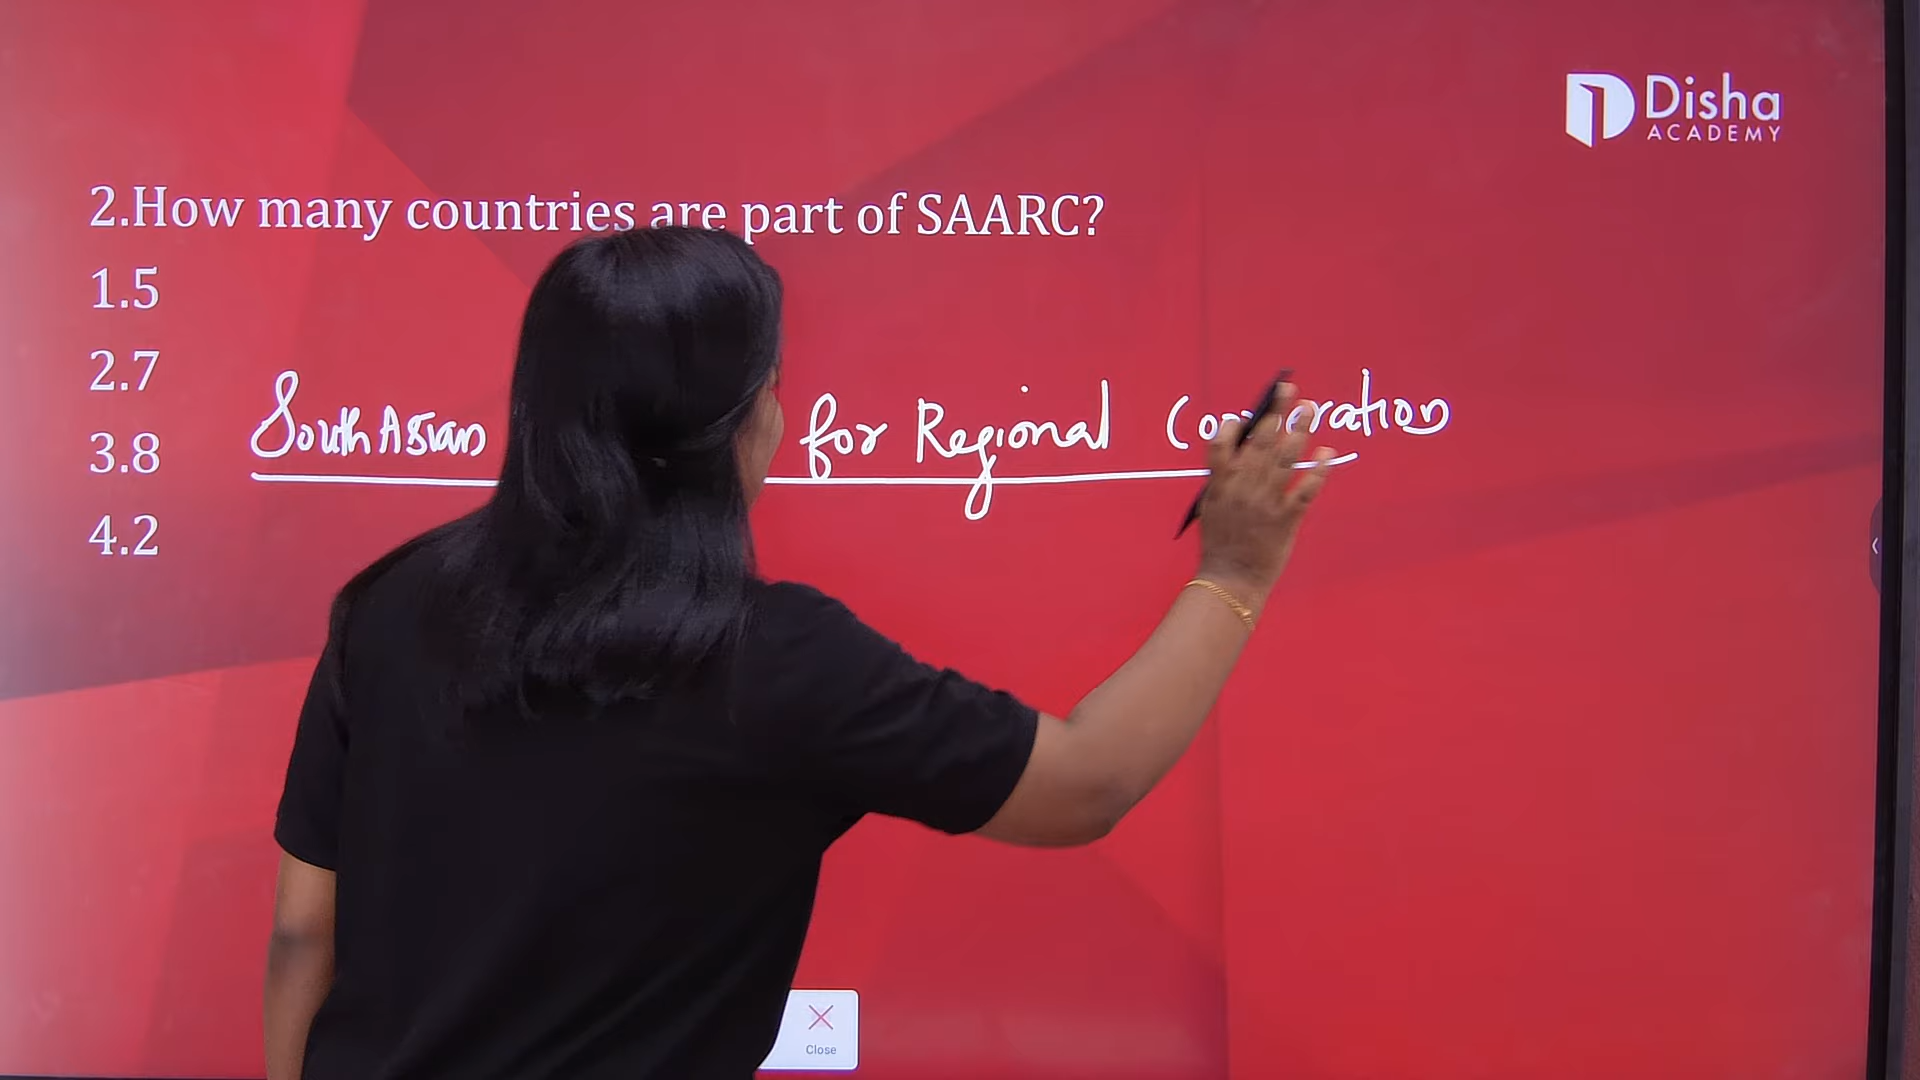 Disha
ACADEMY
2.How many countries are part of SAARC?
1.5
2.7
3.8
4.2
South Asian for Regional Cooperation
Close